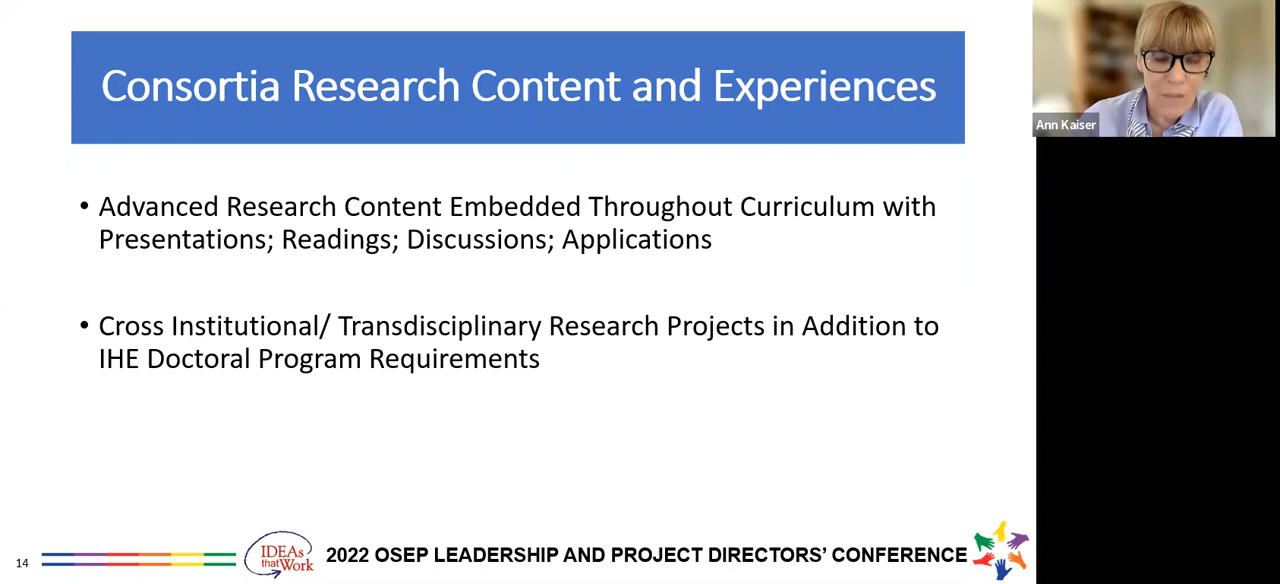 Consortia Research Content and Experiences
Ann Kaiser
• Advanced Research Content Embedded Throughout Curriculum with
Presentations; Readings; Discussions; Applications
• Cross Institutional/ Transdisciplinary Research Projects in Addition to
IHE Doctoral Program Requirements
14
IDEAs
that Work
2022 OSEP LEADERSHIP AND PROJECT DIRECTORS’ CONFERENCE